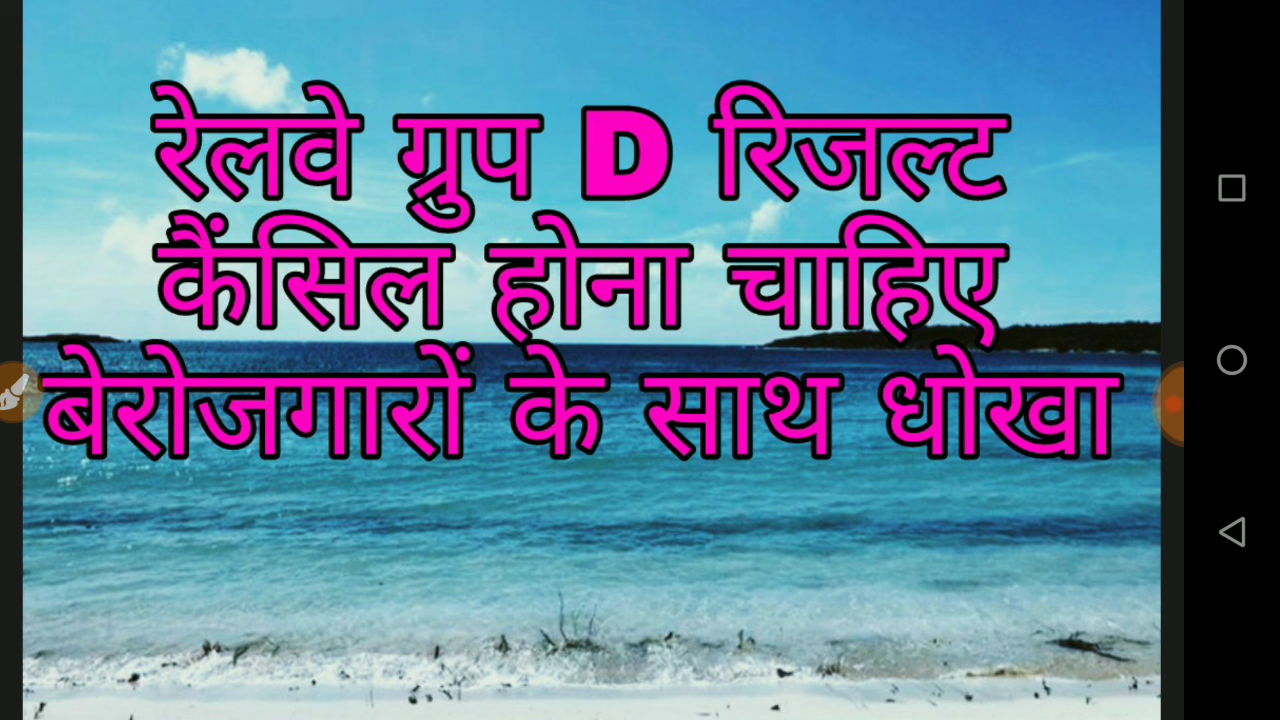 रेलवे ग्रुप D रिजल्ट
कैंसिल होना चाहिए
बेरोजगारों के साथ धोखा